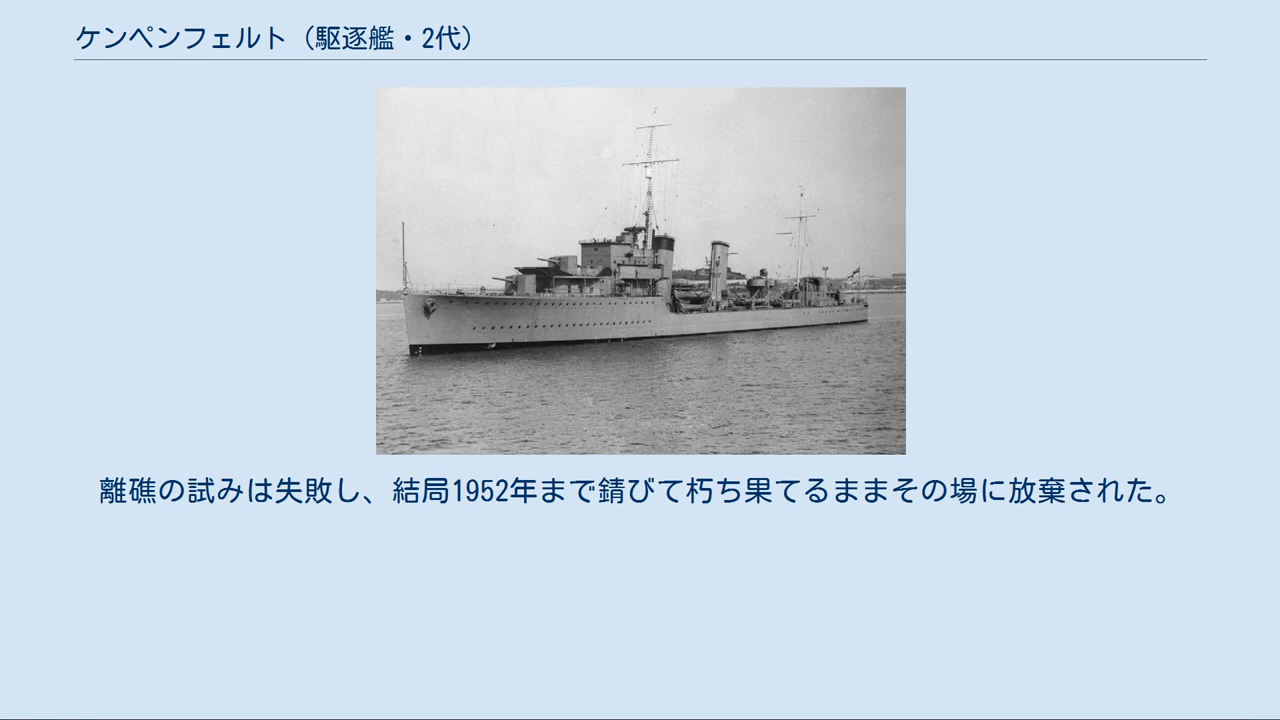 ケンペンフェルト（駆逐艦・2代）
離礁の試みは失敗し、結局1952年まで錆びて朽ち果てるままその場に放棄された。